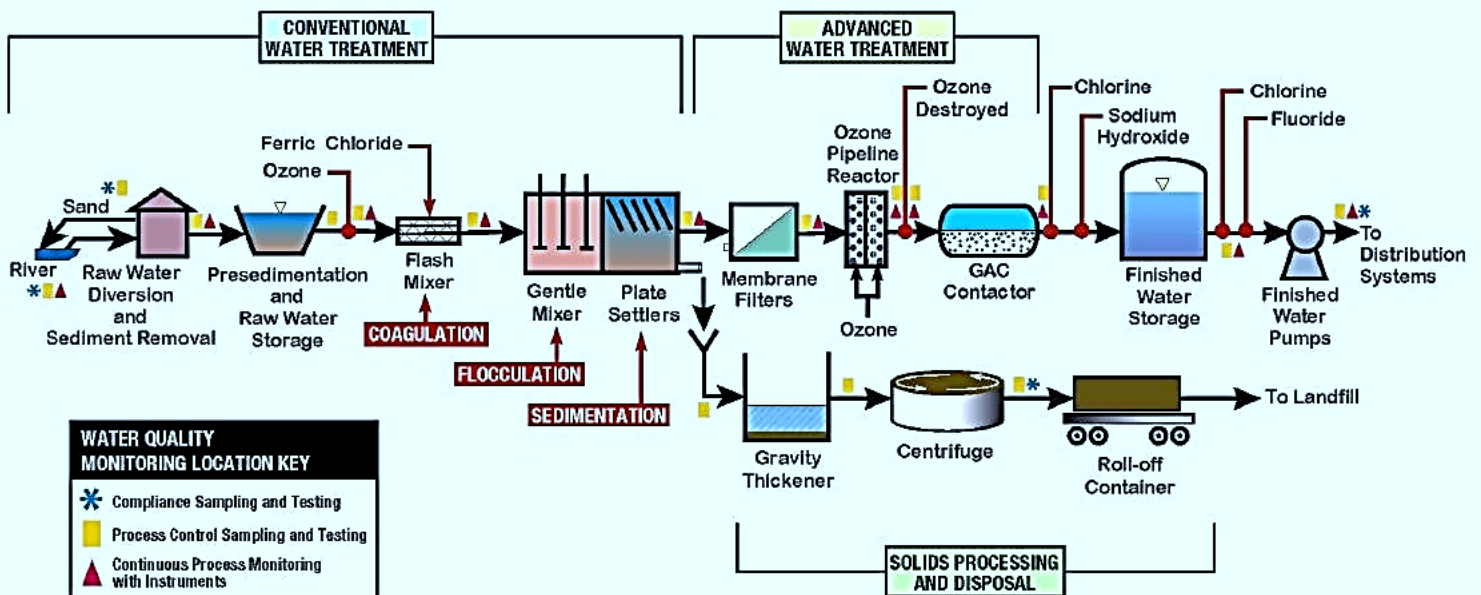 CONVENTIONAL
WATER TREATMENT
ADVANCED
WATER TREATMENT
Ferric Chloride
Ozone
Ozone
Destroyed
Chlorine
Sodium
Hydroxide
Chlorine
Fluoride
Ozone
Pipeline
Reactor
Sand
River
Raw Water
Diversion
and
Sediment Removal
Presedimentation
and
Raw Water
Storage
Flash
Mixer
COAGULATION
Gentle
Mixer
FLOCCULATION
Plate
Settlers
SEDIMENTATION
Membrane
Filters
Ozone
GAC
Contactor
Finished
Water
Storage
Finished
Water
Pumps
To
Distribution
Systems
Gravity
Thickener
Centrifuge
Roll-off
Container
To Landfill
SOLIDS PROCESSING
AND DISPOSAL
WATER QUALITY
MONITORING LOCATION KEY
Compliance Sampling and Testing
Process Control Sampling and Testing
Continuous Process Monitoring
with Instruments